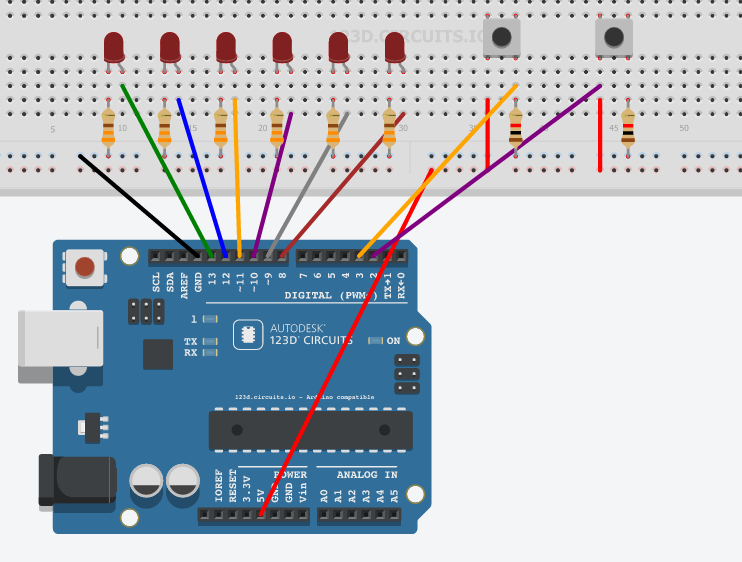 123D.CIRCUITS.IO
5 10 15 20 25 30 45 50
SCL
SDA
AREF
GND
13
12
~11
~10
~9
8
7
6
5
4
~3
2
TX→1
RX←0
DIGITAL (PWM~)
1
TX
RX
AUTODESK
123D CIRCUITS
ON
123d.circuits.io - Arduino compatible
POWER
ANALOG IN
IOREF
RESET
3.3V
5V
GND
GND
Vin
A0
A1
A2
A3
A4
A5